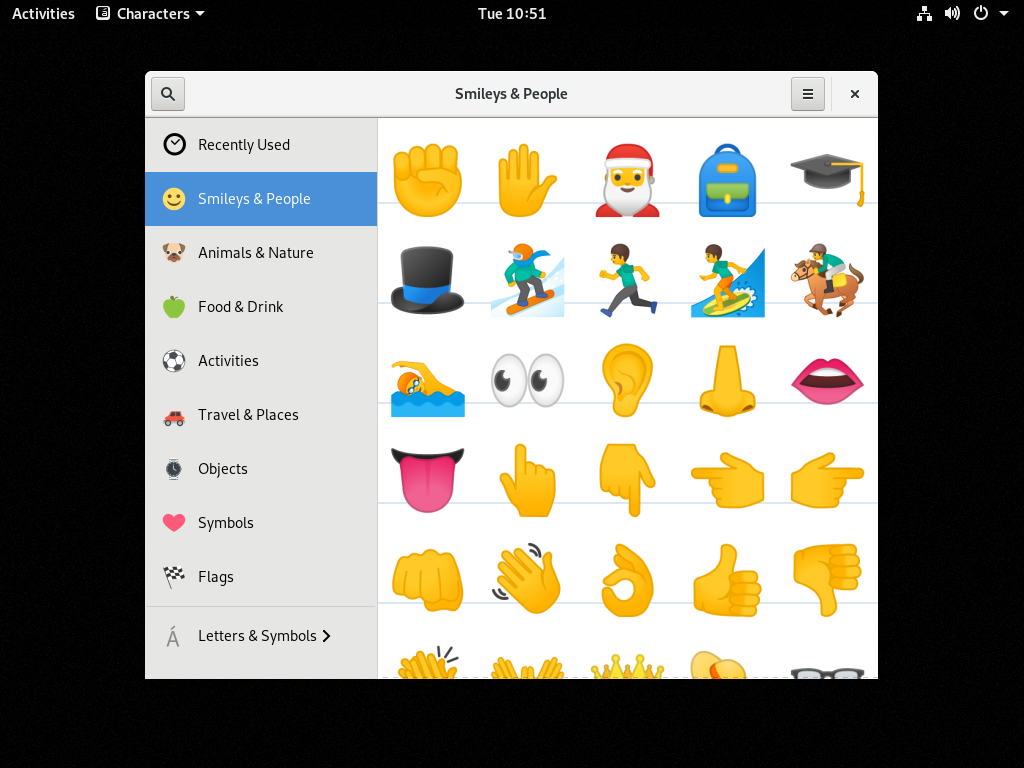 Activities
Characters
Tue 10:51
Smileys & People
Recently Used
Smileys & People
Animals & Nature
Food & Drink
Activities
Travel & Places
Objects
Symbols
Flags
Á Letters & Symbols